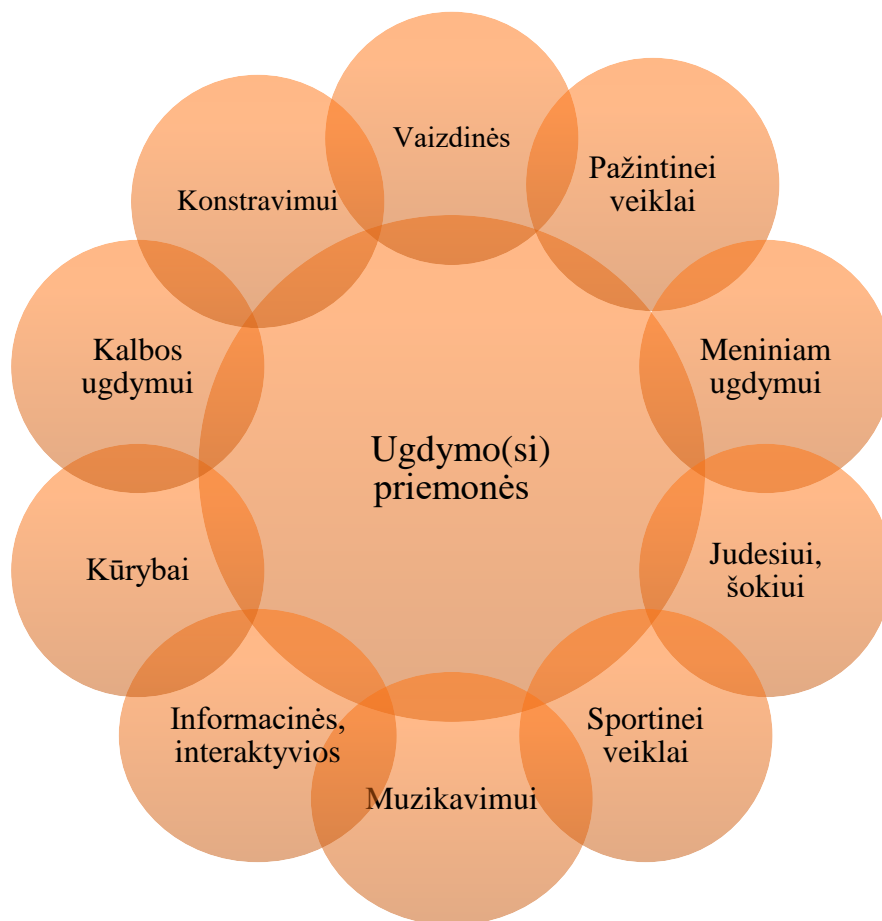 Vaizdinės
Pažintinei
veiklai
Meniniam
ugdymui
Judesiui,
šokiui
Sportinei
veiklai
Muzikavimui
Informacinės,
interaktyvios
Kūrybai
Kalbos
ugdymui
Konstravimui
Ugdymo(si)
priemonės